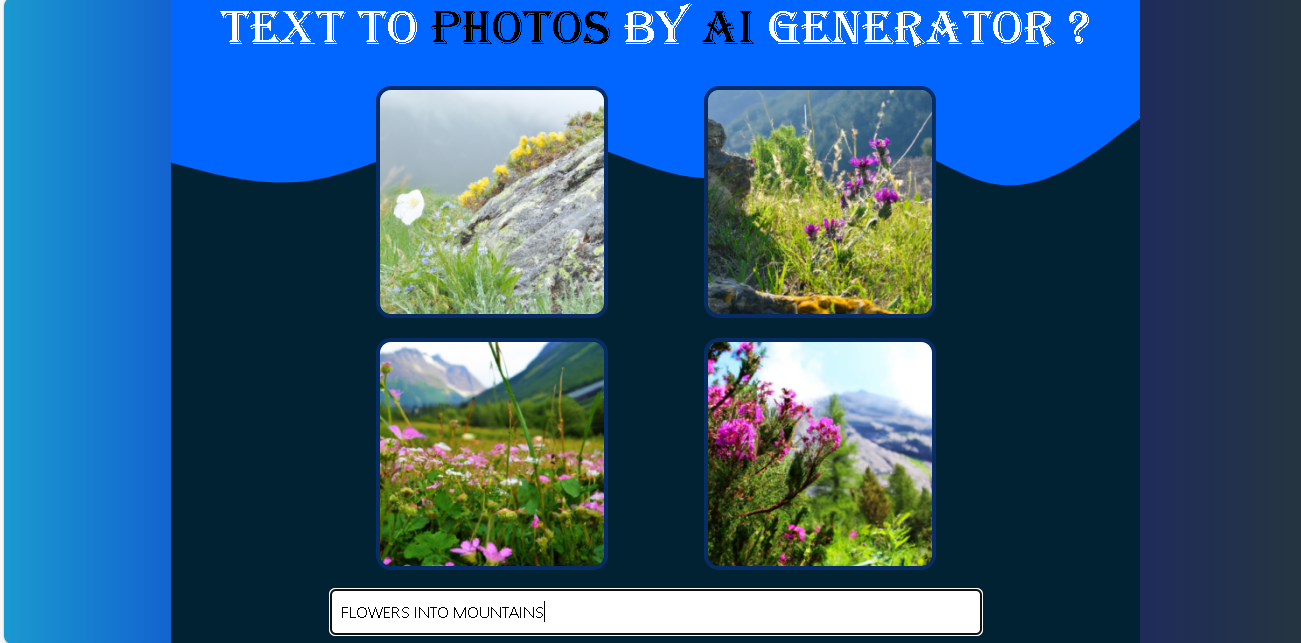 TEXT TO PHOTOS BY AI GENERATOR ?
FLOWERS INTO MOUNTAINS